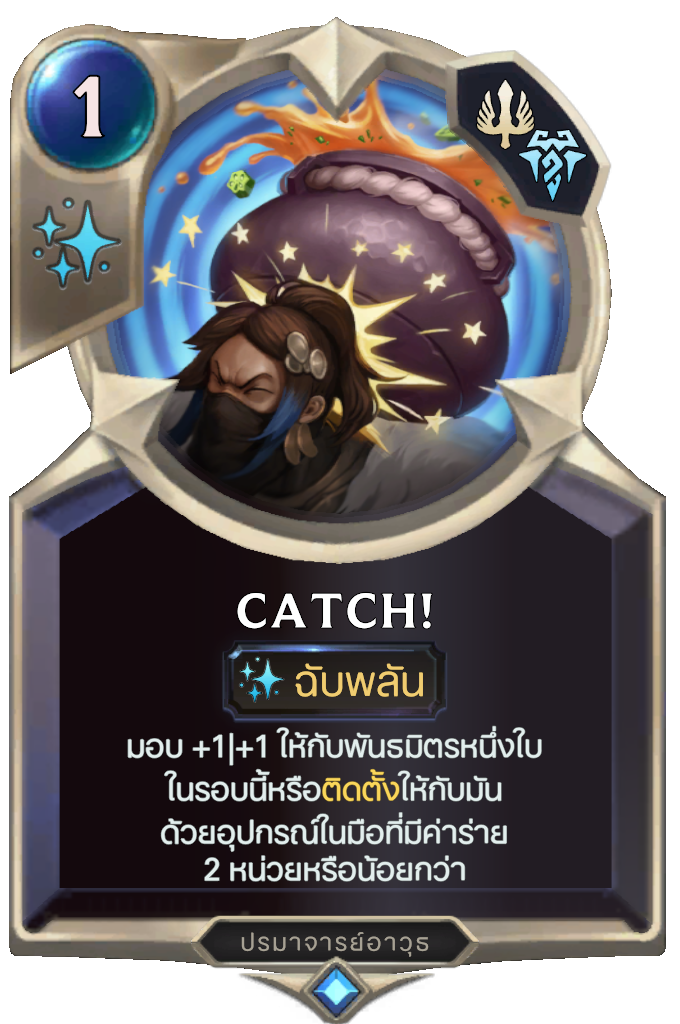 1
CATCH!
ฉับพลัน
มอบ +1|+1 ให้กับพันธมิตรหนึ่งใบ
ในรอบนี้หรือติดตั้งให้กับมัน
ด้วยอุปกรณ์ในมือที่มีค่าร่าย
2 หน่วยหรือน้อยกว่า
ปรมาจารย์อาวุธ